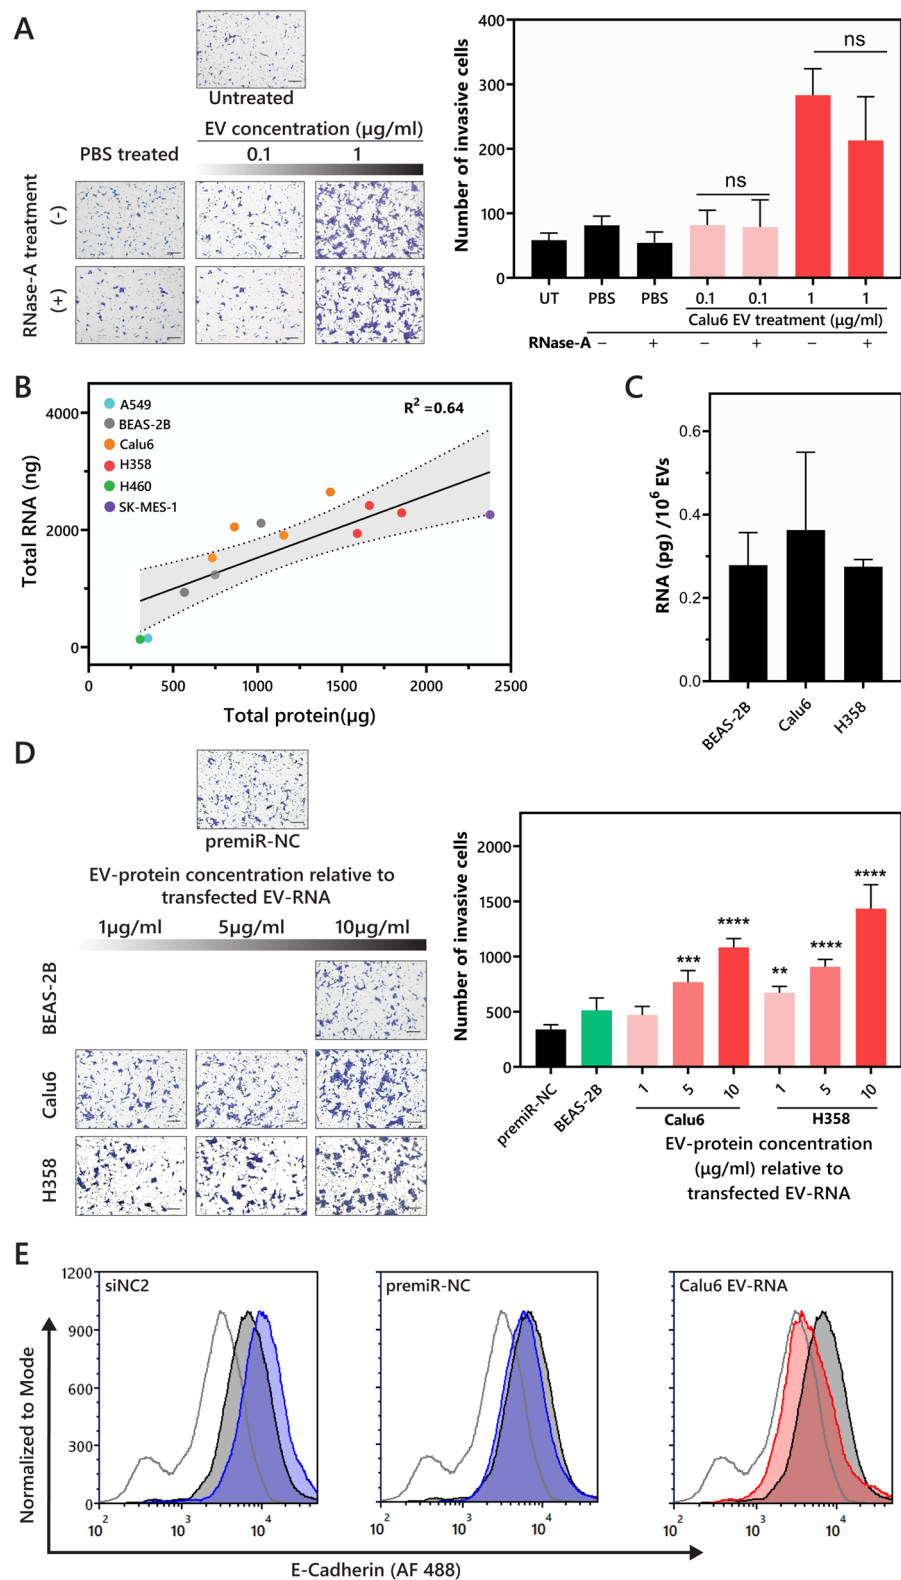 A
Untreated
EV concentration (µg/ml)
PBS treated
0.1
1
RNase-A treatment
(-)
(+)
Number of invasive cells
400
300
200
100
0
ns
ns
UT
PBS
PBS
0.1
0.1
1
1
Calu6 EV treatment (µg/ml)
RNase-A
−
+
−
+
−
+
B
Total RNA (ng)
4000
2000
0
A549
BEAS-2B
Calu6
H358
H460
SK-MES-1
R² =0.64
0
500
1000
1500
2000
2500
Total protein(µg)
C
RNA (pg) /10⁶ EVs
0.6
0.4
0.2
0.0
BEAS-2B
Calu6
H358
D
premiR-NC
EV-protein concentration relative to
transfected EV-RNA
1µg/ml
5µg/ml
10µg/ml
BEAS-2B
Calu6
H358
Number of invasive cells
2000
1500
1000
500
0
***
****
**
****
****
premiR-NC
BEAS-2B
1
5
10
1
5
10
Calu6
H358
EV-protein concentration
(µg/ml) relative to
transfected EV-RNA
E
Normalized to Mode
1200
900
600
300
0
siNC2
premiR-NC
Calu6 EV-RNA
10²
10³
10⁴
10²
10³
10⁴
10²
10³
10⁴
E-Cadherin (AF 488)